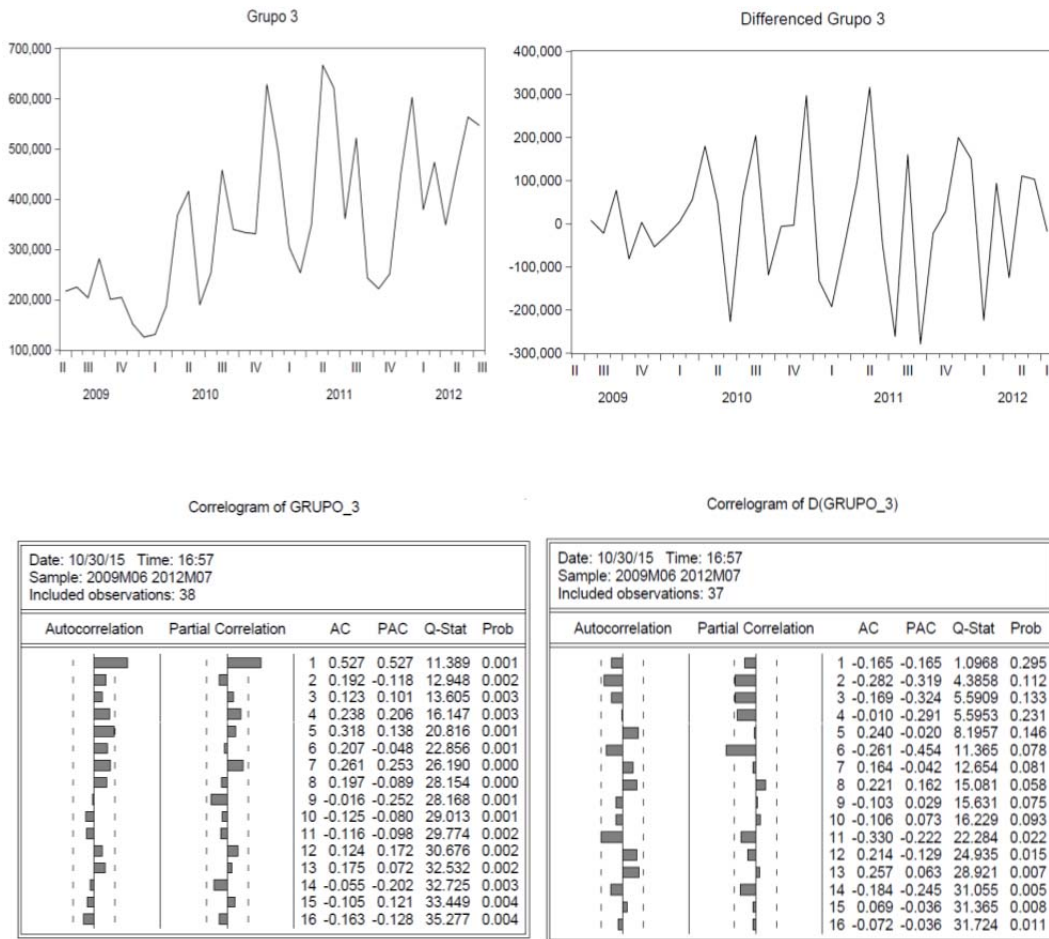 Grupo 3
700,000
600,000
500,000
400,000
300,000
200,000
100,000
II III IV I II III IV I II III IV I II III
2009 2010 2011 2012
Differenced Grupo 3
400,000
300,000
200,000
100,000
0
-100,000
-200,000
-300,000
II III IV I II III IV I II III IV I II
2009 2010 2011 2012
Correlogram of GRUPO_3
Date: 10/30/15 Time: 16:57
Sample: 2009M06 2012M07
Included observations: 38
Autocorrelation Partial Correlation AC PAC Q-Stat Prob
1 0.527 0.527 11.389 0.001
2 0.192 -0.118 12.948 0.002
3 0.123 0.101 13.605 0.003
4 0.238 0.206 16.147 0.003
5 0.318 0.138 20.816 0.001
6 0.207 -0.048 22.856 0.001
7 0.261 0.253 26.190 0.000
8 0.197 -0.089 28.154 0.000
9 -0.016 -0.252 28.168 0.001
10 -0.125 -0.080 29.013 0.001
11 -0.116 -0.098 29.774 0.002
12 0.124 0.172 30.676 0.002
13 0.175 0.072 32.532 0.002
14 -0.055 -0.202 32.725 0.003
15 -0.105 0.121 33.449 0.004
16 -0.163 -0.128 35.277 0.004
Correlogram of D(GRUPO_3)
Date: 10/30/15 Time: 16:57
Sample: 2009M06 2012M07
Included observations: 37
Autocorrelation Partial Correlation AC PAC Q-Stat Prob
1 -0.165 -0.165 1.0968 0.295
2 -0.282 -0.319 4.3858 0.112
3 -0.169 -0.324 5.5909 0.133
4 -0.010 -0.291 5.5953 0.231
5 0.240 -0.020 8.1957 0.146
6 -0.261 -0.454 11.365 0.078
7 0.164 -0.042 12.654 0.081
8 0.221 0.162 15.081 0.058
9 -0.103 0.029 15.631 0.075
10 -0.106 0.073 16.229 0.093
11 -0.330 -0.222 22.284 0.022
12 0.214 -0.129 24.935 0.015
13 0.257 0.063 28.921 0.007
14 -0.184 -0.245 31.055 0.005
15 0.069 -0.036 31.365 0.008
16 -0.072 -0.036 31.724 0.011